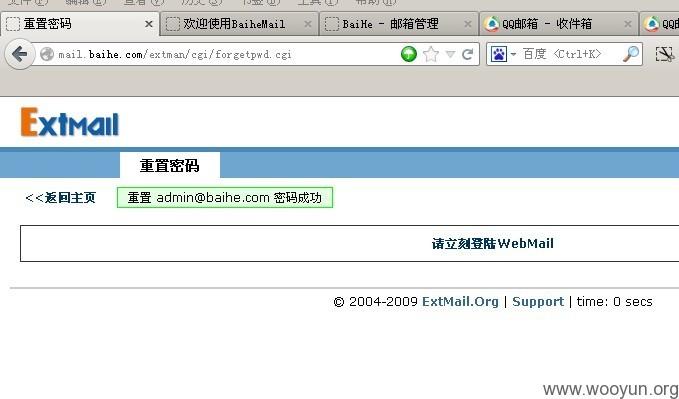 文件(F) 编辑(E) 查看(V) 历史(S) 书签(B) 工具(T) 帮助(H)
重置密码 × 欢迎使用BaiheMail × BaiHe - 邮箱管理 × QQ邮箱 - 收件箱 × QQ邮
mail.baihe.com/extman/cgi/forgetpwd.cgi 百度 <Ctrl+K>
ExtMail
重置密码
<<返回主页 重置 admin@baihe.com 密码成功
请立刻登陆WebMail
© 2004-2009 ExtMail.Org | Support | time: 0 secs
www.wooyun.org